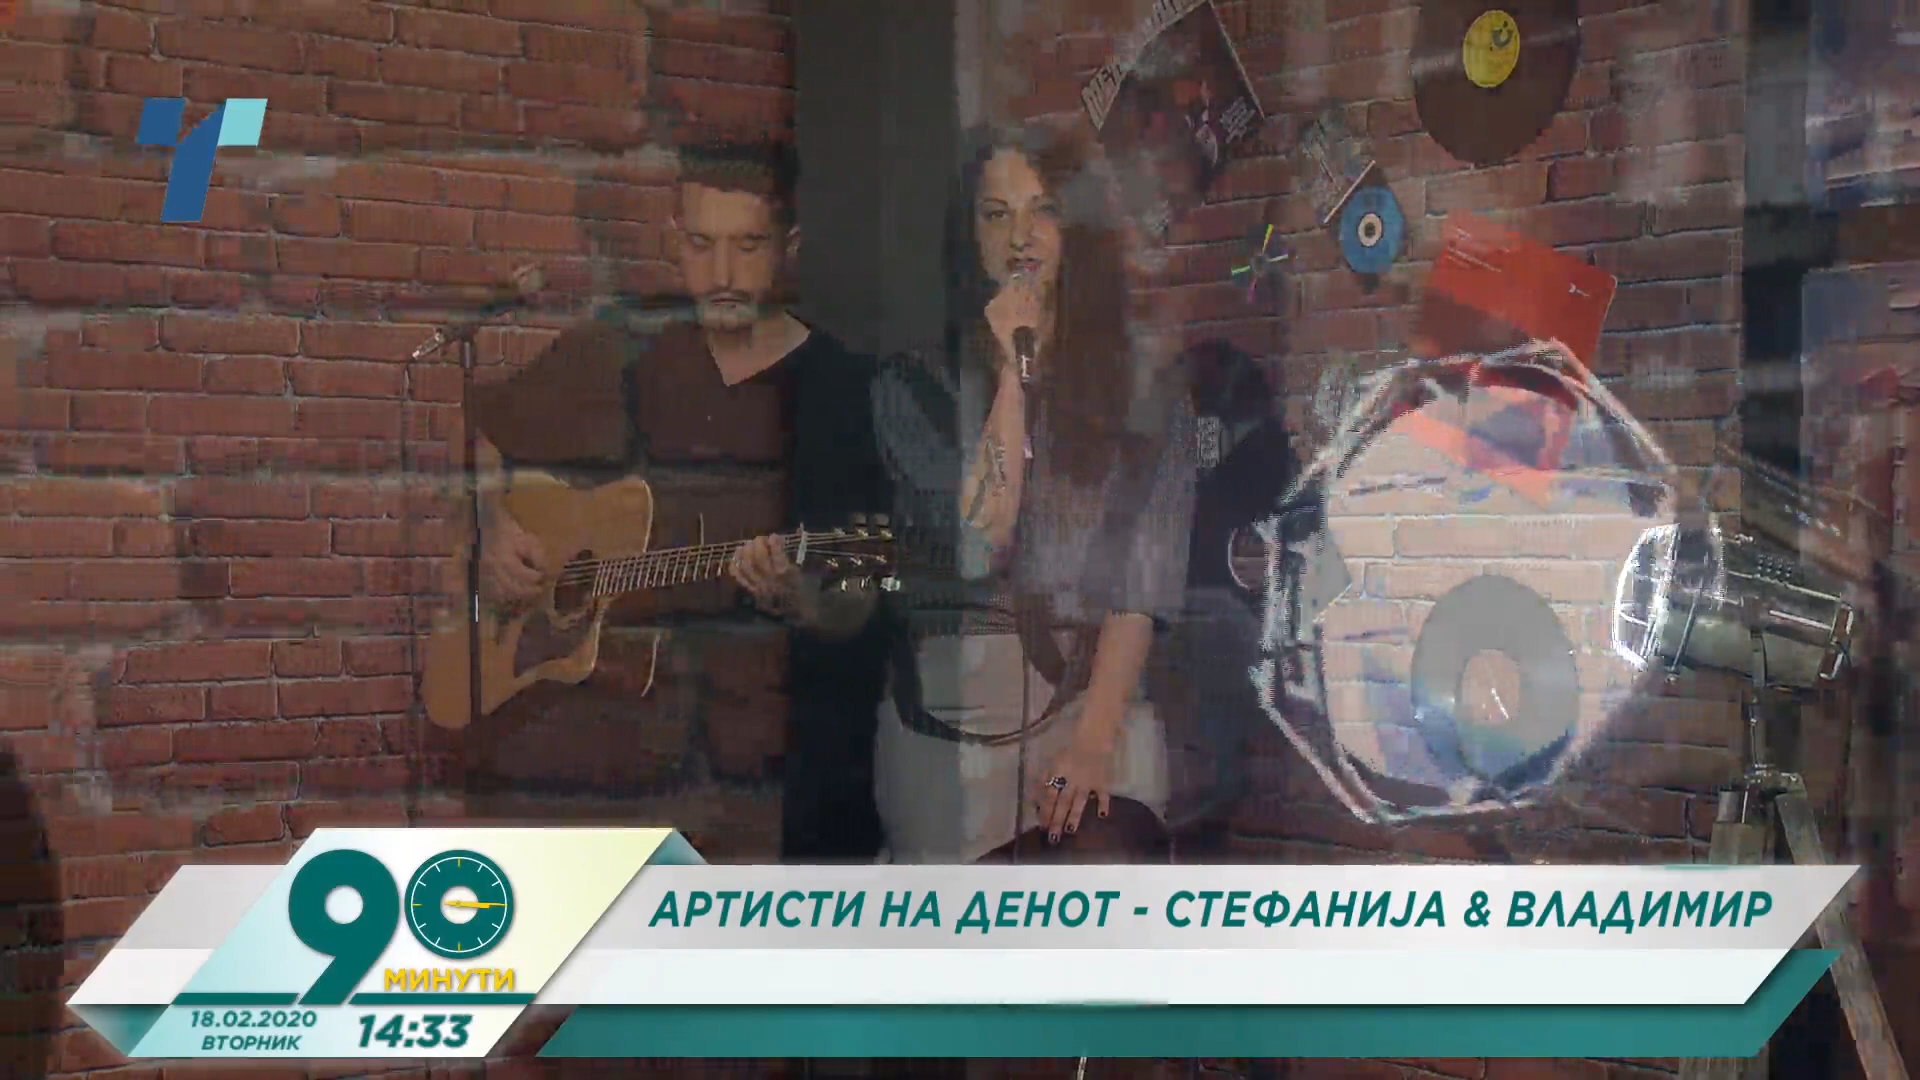 АРТИСТИ НА ДЕНОТ - СТЕФАНИЈА & ВЛАДИМИР
90
МИНУТИ
18.02.2020
ВТОРНИК
14:33